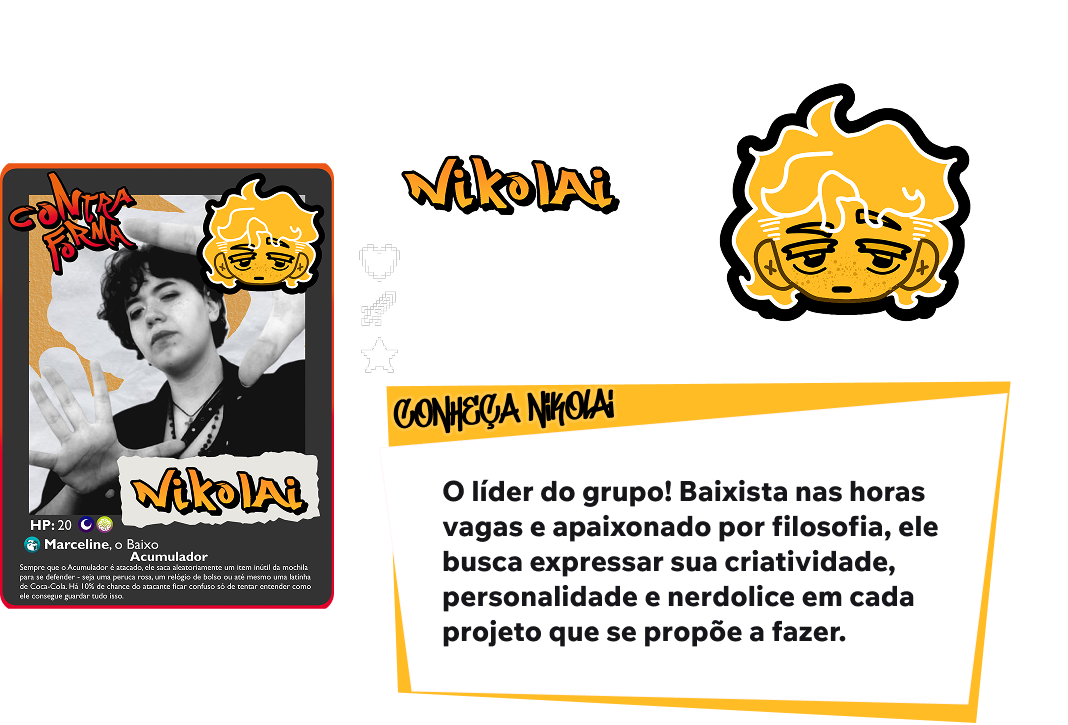 CONTRA
FORMA
Nikolai
HP: 20
Marceline, o Baixo
Acumulador
Sempre que o Acumulador é atacado, ele saca aleatoriamente um item inútil da mochila
para se defender - seja uma peruca rosa, um relógio de bolso ou até mesmo uma latinha
de Coca-Cola. Há 10% de chance do atacante ficar confuso só de tentar entender como
ele consegue guardar tudo isso.
Nikolai
CONHEÇA NIKOLAI
O líder do grupo! Baixista nas horas
vagas e apaixonado por filosofia, ele
busca expressar sua criatividade,
personalidade e nerdolice em cada
projeto que se propõe a fazer.